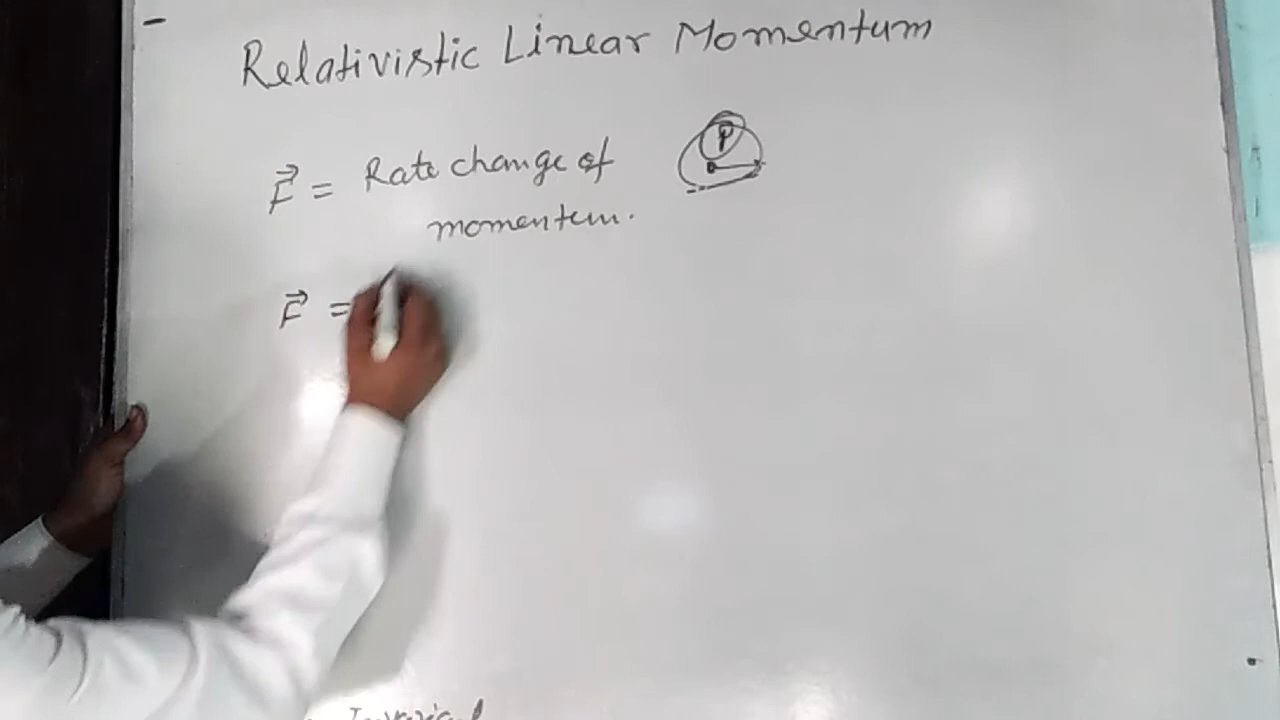 Relativistic Linear Momentum
F⃗ = Rate change of
momentum.
P
F⃗ =